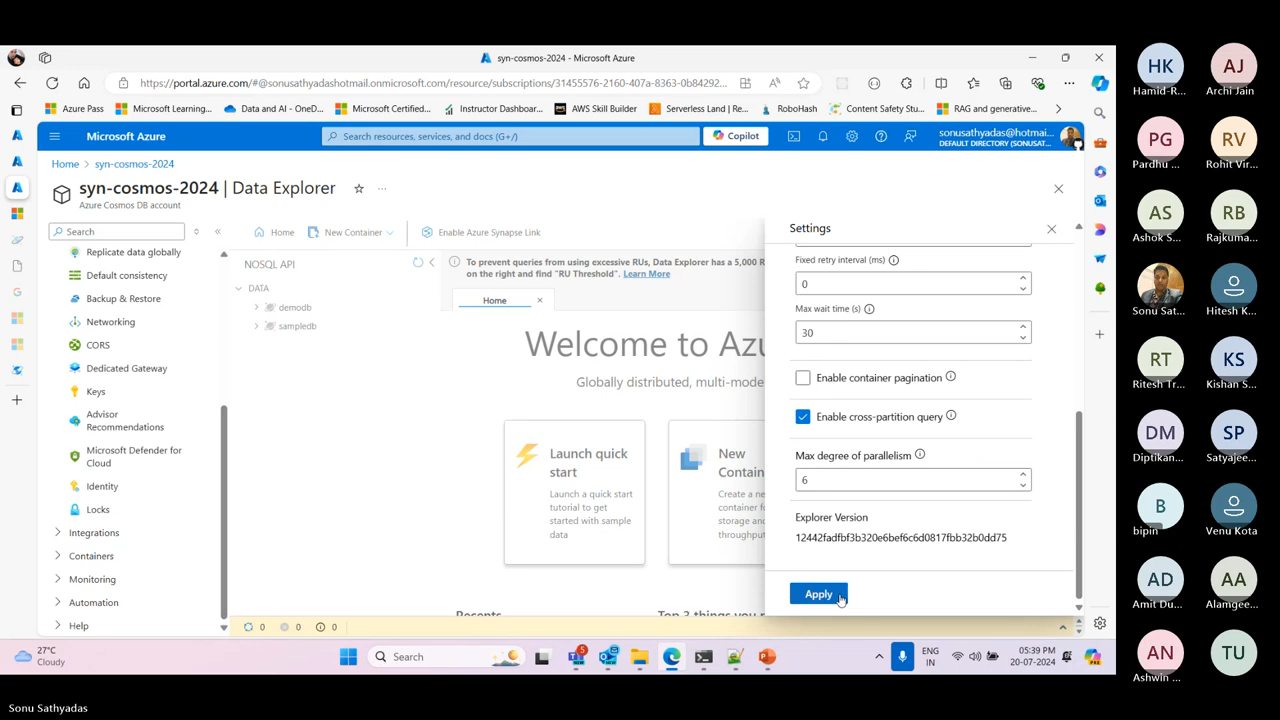 syn-cosmos-2024 - Microsoft Azure
https://portal.azure.com/#@sonusathyadashotmail.onmicrosoft.com/resource/subscriptions/31455576-2160-407a-8363-0b84292...
Azure Pass
Microsoft Learning...
Data and AI - OneD...
Microsoft Certified...
Instructor Dashboar...
AWS Skill Builder
Serverless Land | Re...
RoboHash
Content Safety Stu...
RAG and generative...
Microsoft Azure
Search resources, services, and docs (G+/)
Copilot
sonusathyadas@hotmai...
DEFAULT DIRECTORY (SONUSAT...
Home > syn-cosmos-2024
syn-cosmos-2024 | Data Explorer
Azure Cosmos DB account
Search
Replicate data globally
Default consistency
Backup & Restore
Networking
CORS
Dedicated Gateway
Keys
Advisor
Recommendations
Microsoft Defender for
Cloud
Identity
Locks
Integrations
Containers
Monitoring
Automation
Help
Home
New Container
Enable Azure Synapse Link
NOSQL API
DATA
demodb
sampledb
To prevent queries from using excessive RUs, Data Explorer has a 5,000 R
on the right and find "RU Threshold". Learn More
Home
Welcome to Azu
Globally distributed, multi-mode
Launch quick
start
Launch a quick start
tutorial to get
started with sample
data
New
Contain
Create a ne
container fo
storage and
throughput
Recents
Top 3 things you n
0
0
0
Settings
Fixed retry interval (ms)
0
Max wait time (s)
30
Enable container pagination
Enable cross-partition query
Max degree of parallelism
6
Explorer Version
12442fadfbf3b320e6bef6c6d0817fbb32b0dd75
Apply
27°C
Cloudy
Search
5
ENG
IN
05:39 PM
20-07-2024
HK
Hamid-R...
AJ
Archi Jain
PG
Pardhu ...
RV
Rohit Vir...
AS
Ashok S...
RB
Rajkuma...
Sonu Sat...
Hitesh K...
RT
Ritesh Tr...
KS
Kishan S...
DM
Diptikan...
SP
Satyajee...
B
bipin
Venu Kota
AD
Amit Du...
AA
Alamgee...
AN
Ashwin ...
TU
Sonu Sathyadas